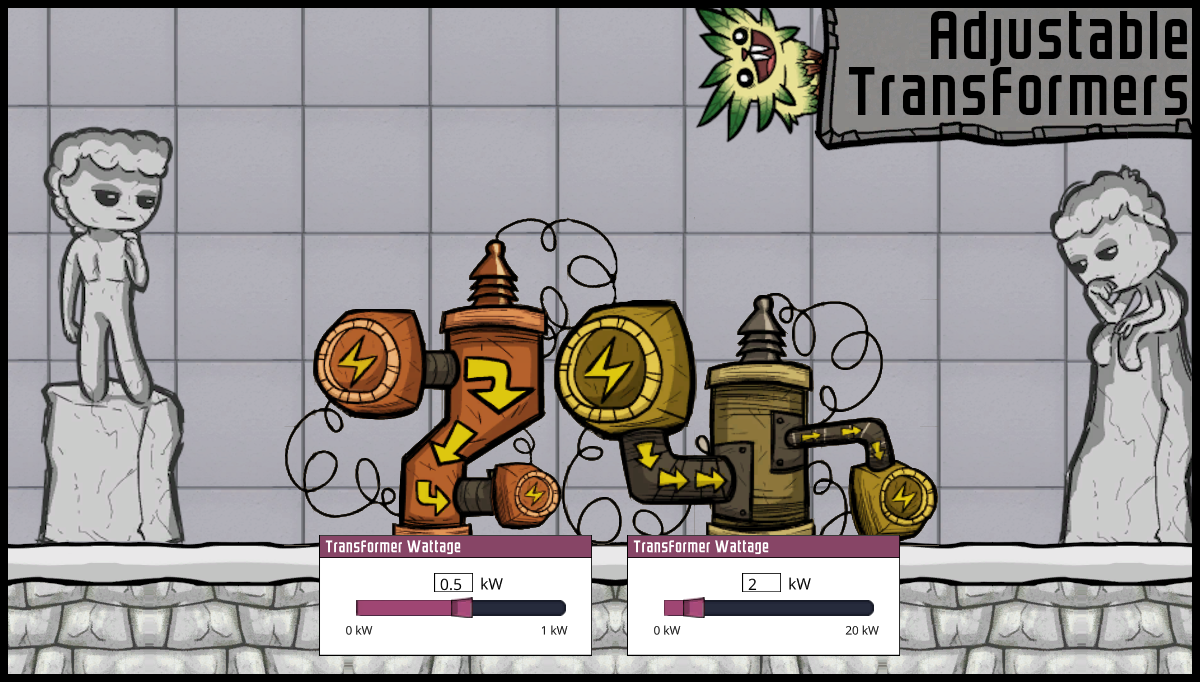 Adjustable
Transformers
Transformer Wattage
0.5 kW
0 kW 1 kW
Transformer Wattage
2 kW
0 kW 20 kW